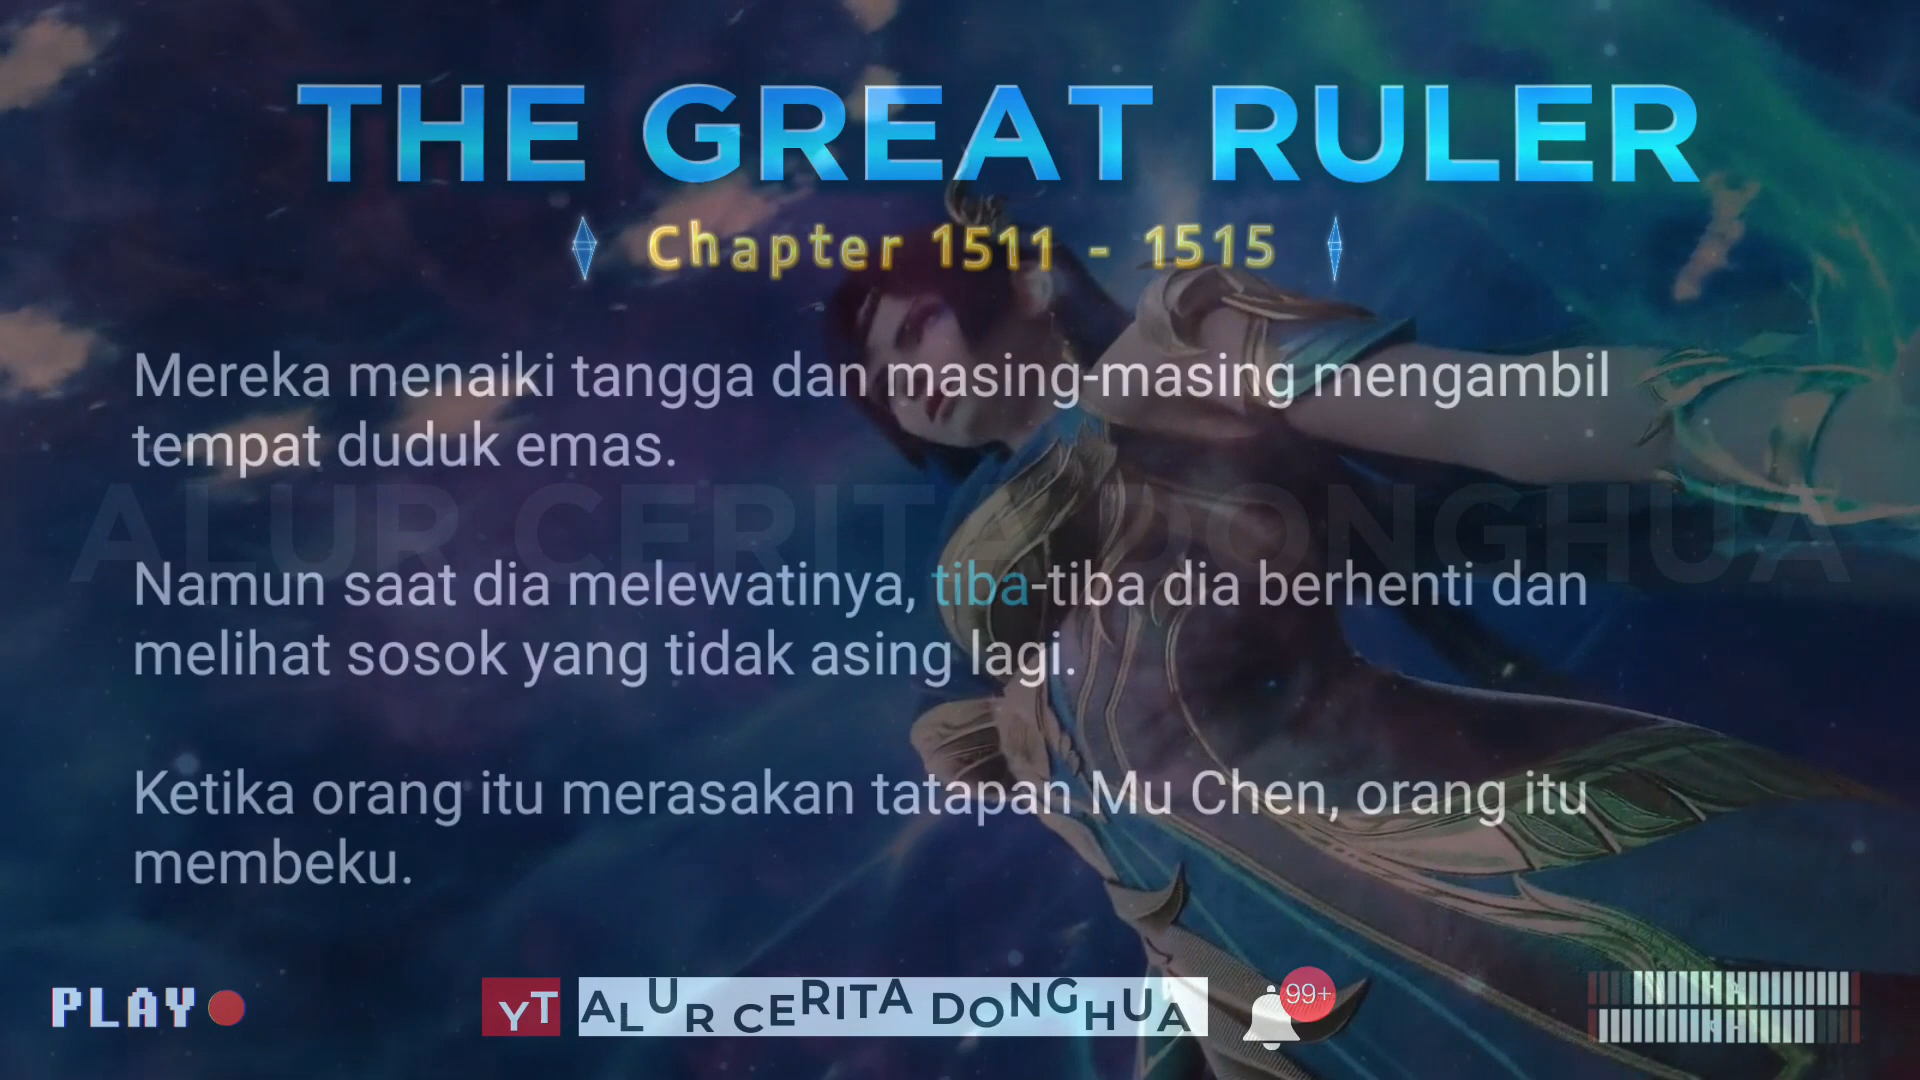 THE GREAT RULER
Chapter 1511 - 1515
Mereka menaiki tangga dan masing-masing mengambil
tempat duduk emas.
ALUR CERITA DONGHUA
Namun saat dia melewatinya, tiba-tiba dia berhenti dan
melihat sosok yang tidak asing lagi.
Ketika orang itu merasakan tatapan Mu Chen, orang itu
membeku.
PLAY
YT ALUR CERITA DONGHUA
99+